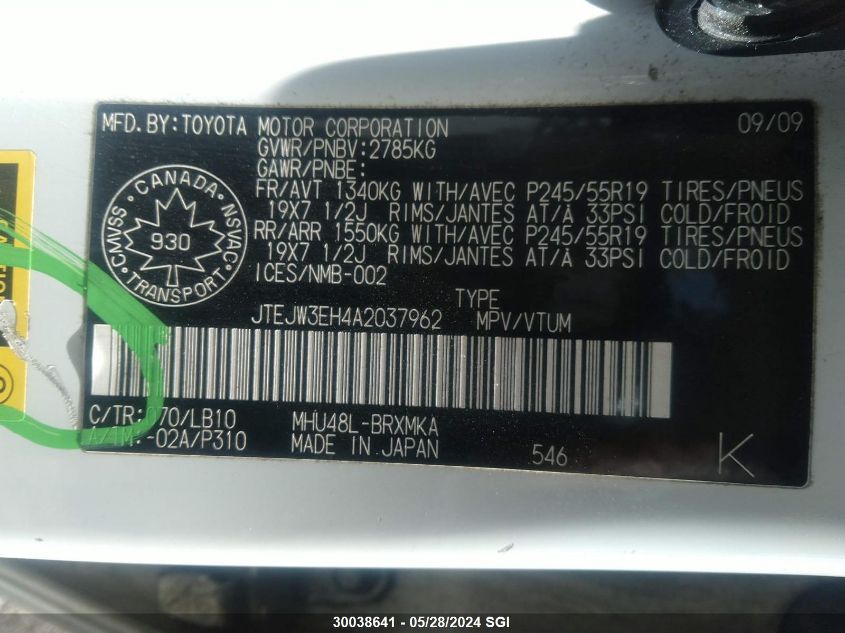 MFD.BY:TOYOTA MOTOR CORPORATION 09/09
GVWR/PNBV:2785KG
GAWR/PNBE:
FR/AVT 1340KG WITH/AVEC P245/55R19 TIRES/PNEUS
19X7 1/2J RIMS/JANTES AT/À 33PSI COLD/FROID
RR/ARR 1550KG WITH/AVEC P245/55R19 TIRES/PNEUS
19X7 1/2J RIMS/JANTES AT/À 33PSI COLD/FROID
ICES/NMB-002
CANADA
CMVSS NSVAC
930
TRANSPORT
TYPE
JTEJW3EH4A2037962 MPV/VTUM
C/TR:070/LB10 MHU48L-BRXMKA
A/TM:-02A/P310 MADE IN JAPAN 546 K
30038641 - 05/28/2024 SGI